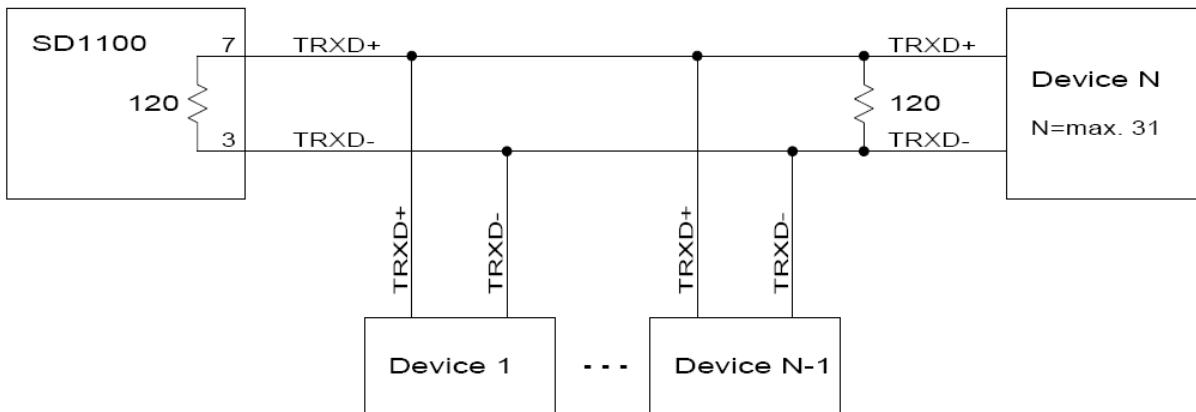 SD1100
7
TRXD+
TRXD+
120
120
3
TRXD-
TRXD-
Device N
N=max. 31
TRXD+
TRXD-
TRXD+
TRXD-
Device 1
- - -
Device N-1